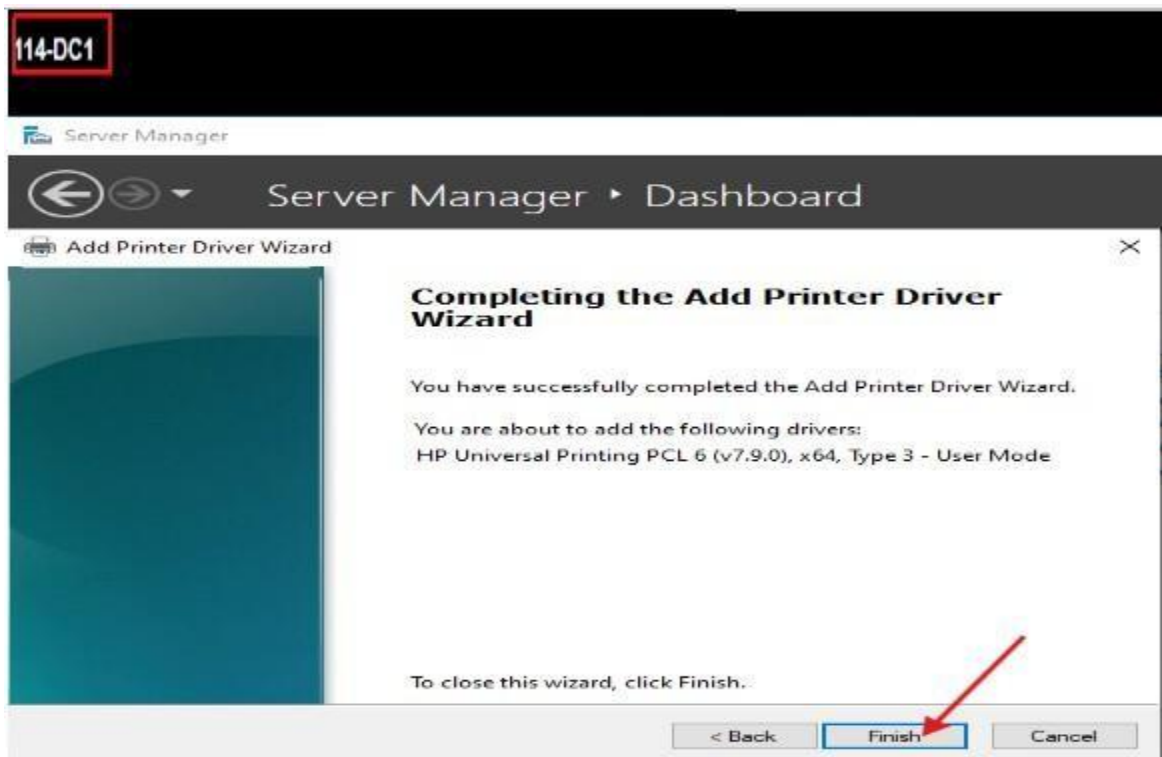 114-DC1
Server Manager
Server Manager ‣ Dashboard
Add Printer Driver Wizard
Completing the Add Printer Driver
Wizard
You have successfully completed the Add Printer Driver Wizard.
You are about to add the following drivers:
HP Universal Printing PCL 6 (v7.9.0), x64, Type 3 - User Mode
To close this wizard, click Finish.
< Back Finish Cancel